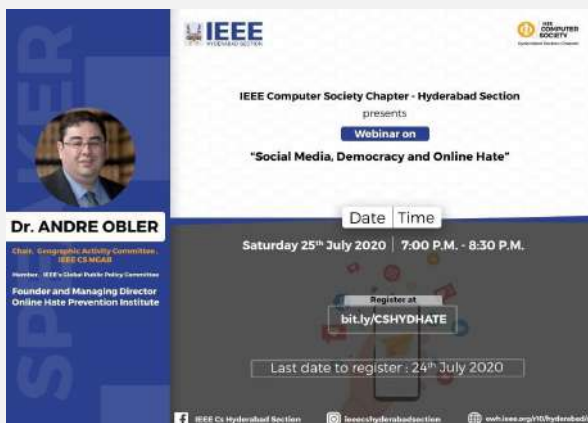 SPEAKER
Dr. ANDRE OBLER
Chair, Geographic Activity Committee,
IEEE CS MGAB
Member, IEEE's Global Public Policy Committee
Founder and Managing Director
Online Hate Prevention Institute
IEEE
HYDERABAD SECTION
IEEE
COMPUTER
SOCIETY
Hyderabad Section Chapter
IEEE Computer Society Chapter - Hyderabad Section
presents
Webinar on
"Social Media, Democracy and Online Hate"
Date Time
Saturday 25th July 2020 7:00 P.M. - 8:30 P.M.
Register at
bit.ly/CSHYDHATE
Last date to register : 24th July 2020
IEEE Cs Hyderabad Section
ieeecshyderabadsection